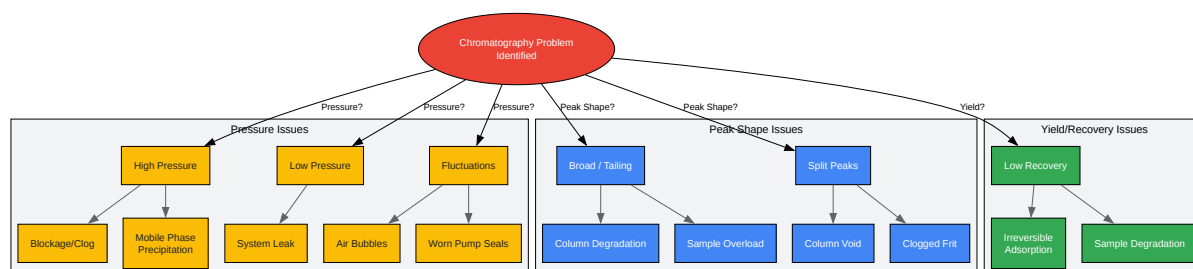 Chromatography Problem
Identified
Pressure?
Pressure?
Pressure?
Peak Shape?
Peak Shape?
Yield?
Pressure Issues
Peak Shape Issues
Yield/Recovery Issues
High Pressure
Low Pressure
Fluctuations
Broad / Tailing
Split Peaks
Low Recovery
Blockage/Clog
Mobile Phase
Precipitation
System Leak
Air Bubbles
Worn Pump Seals
Column Degradation
Sample Overload
Column Void
Clogged Frit
Irreversible
Adsorption
Sample Degradation